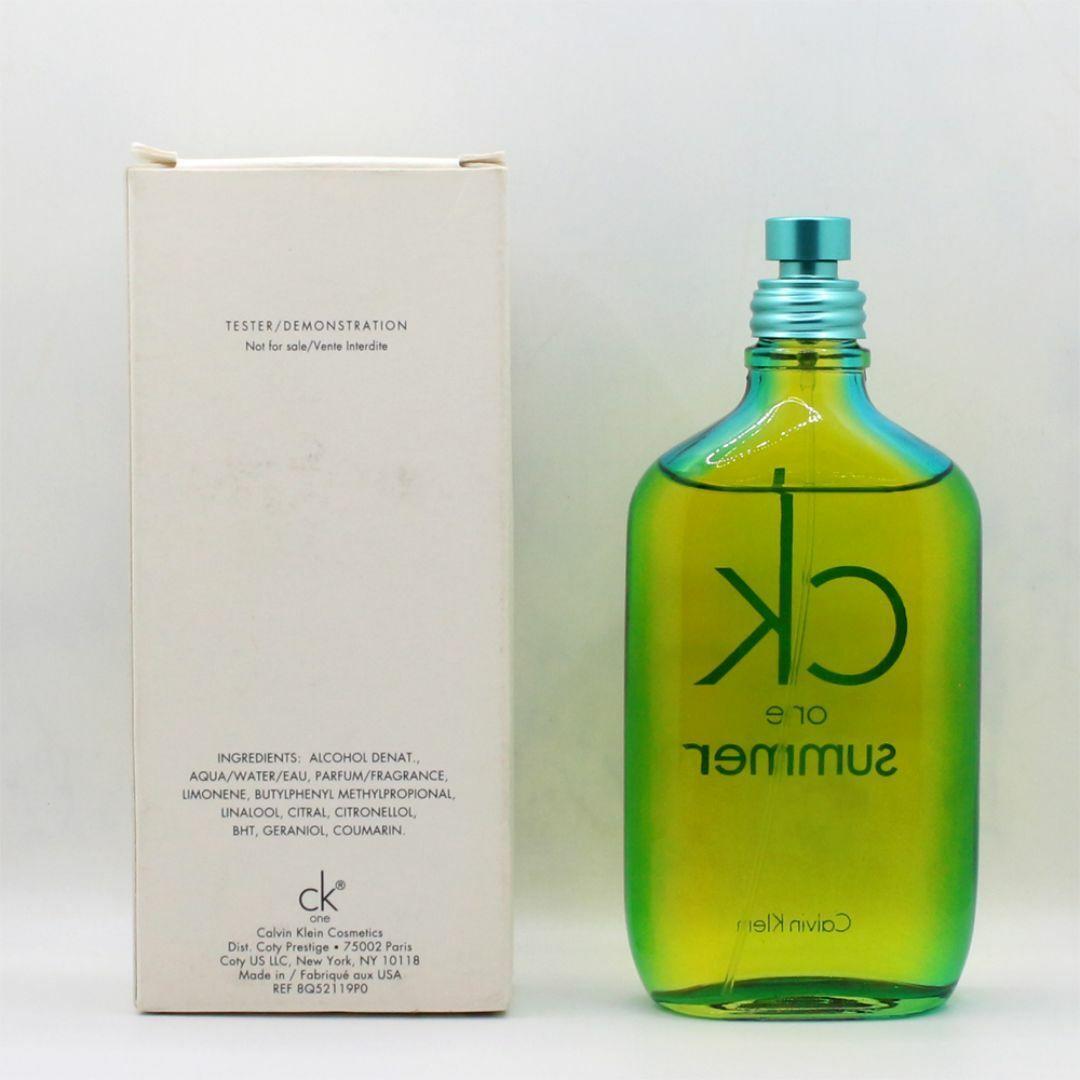 TESTER/DEMONSTRATION
Not for sale/Vente Interdite
INGREDIENTS: ALCOHOL DENAT.,
AQUA/WATER/EAU, PARFUM/FRAGRANCE,
LIMONENE, BUTYLPHENYL METHYLPROPIONAL,
LINALOOL, CITRAL, CITRONELLOL,
BHT, GERANIOL, COUMARIN.
ck®
one
Calvin Klein Cosmetics
Dist. Coty Prestige • 75002 Paris
Coty US LLC, New York, NY 10118
Made in / Fabriqué aux USA
REF 8Q52119P0
ck
one
summer
Calvin Klein